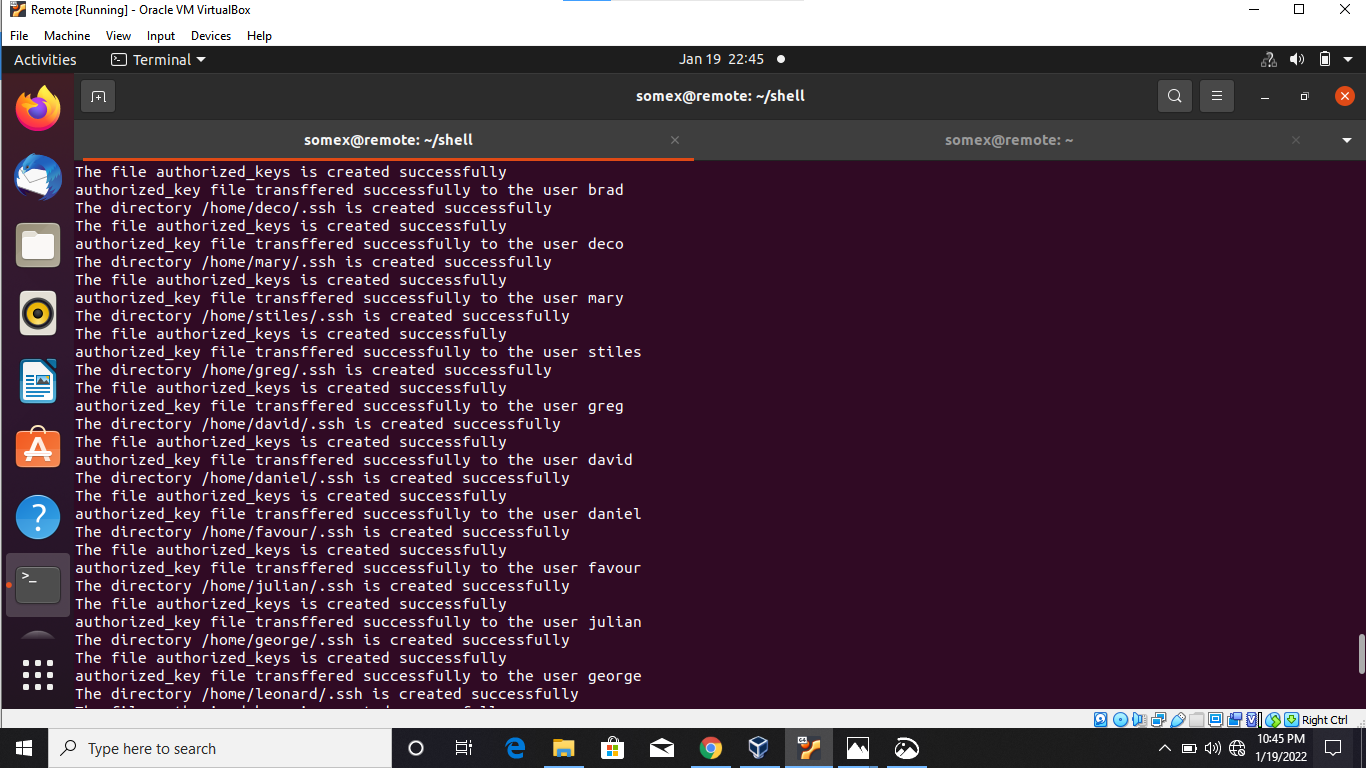 Remote [Running] - Oracle VM VirtualBox
File Machine View Input Devices Help
Activities Terminal Jan 19 22:45
somex@remote: ~/shell
somex@remote: ~/shell somex@remote: ~
The file authorized_keys is created successfully
authorized_key file transffered successfully to the user brad
The directory /home/deco/.ssh is created successfully
The file authorized_keys is created successfully
authorized_key file transffered successfully to the user deco
The directory /home/mary/.ssh is created successfully
The file authorized_keys is created successfully
authorized_key file transffered successfully to the user mary
The directory /home/stiles/.ssh is created successfully
The file authorized_keys is created successfully
authorized_key file transffered successfully to the user stiles
The directory /home/greg/.ssh is created successfully
The file authorized_keys is created successfully
authorized_key file transffered successfully to the user greg
The directory /home/david/.ssh is created successfully
The file authorized_keys is created successfully
authorized_key file transffered successfully to the user david
The directory /home/daniel/.ssh is created successfully
The file authorized_keys is created successfully
authorized_key file transffered successfully to the user daniel
The directory /home/favour/.ssh is created successfully
The file authorized_keys is created successfully
authorized_key file transffered successfully to the user favour
The directory /home/julian/.ssh is created successfully
The file authorized_keys is created successfully
authorized_key file transffered successfully to the user julian
The directory /home/george/.ssh is created successfully
The file authorized_keys is created successfully
authorized_key file transffered successfully to the user george
The directory /home/leonard/.ssh is created successfully
Right Ctrl
Type here to search
10:45 PM
1/19/2022